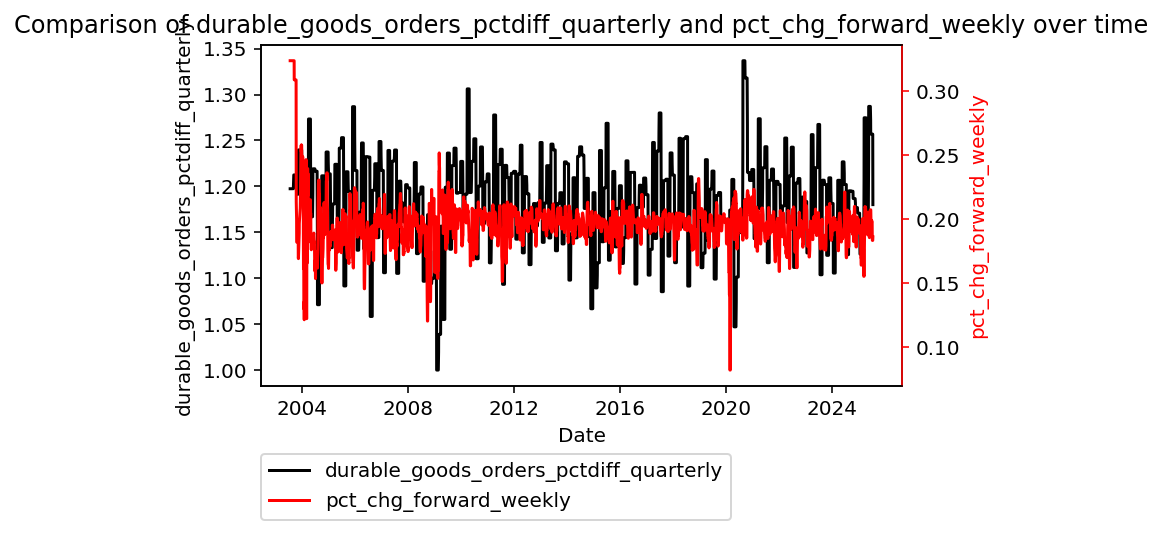 Comparison of durable_goods_orders_pctdiff_quarterly and pct_chg_forward_weekly over time
durable_goods_orders_pctdiff_quarterly
1.35
1.30
1.25
1.20
1.15
1.10
1.05
1.00
0.30
0.25
0.20
0.15
0.10
pct_chg_forward_weekly
2004 2008 2012 2016 2020 2024
Date
durable_goods_orders_pctdiff_quarterly
pct_chg_forward_weekly